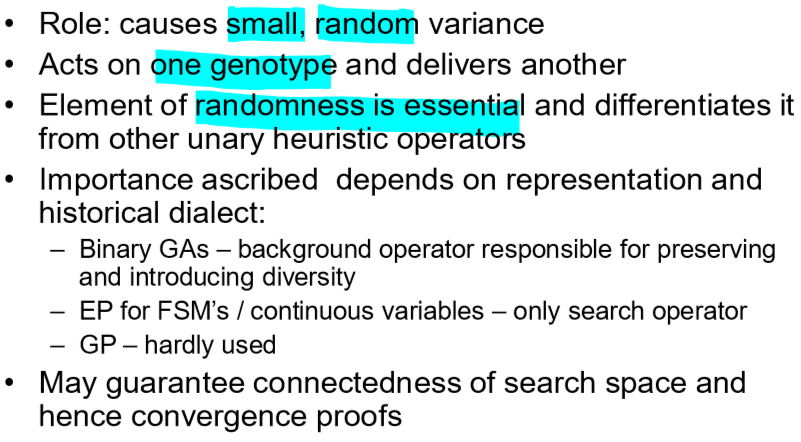 • Role: causes small, random variance
• Acts on one genotype and delivers another
• Element of randomness is essential and differentiates it
from other unary heuristic operators
• Importance ascribed  depends on representation and
historical dialect:
– Binary GAs – background operator responsible for preserving
and introducing diversity
– EP for FSM’s / continuous variables – only search operator
– GP – hardly used
• May guarantee connectedness of search space and
hence convergence proofs